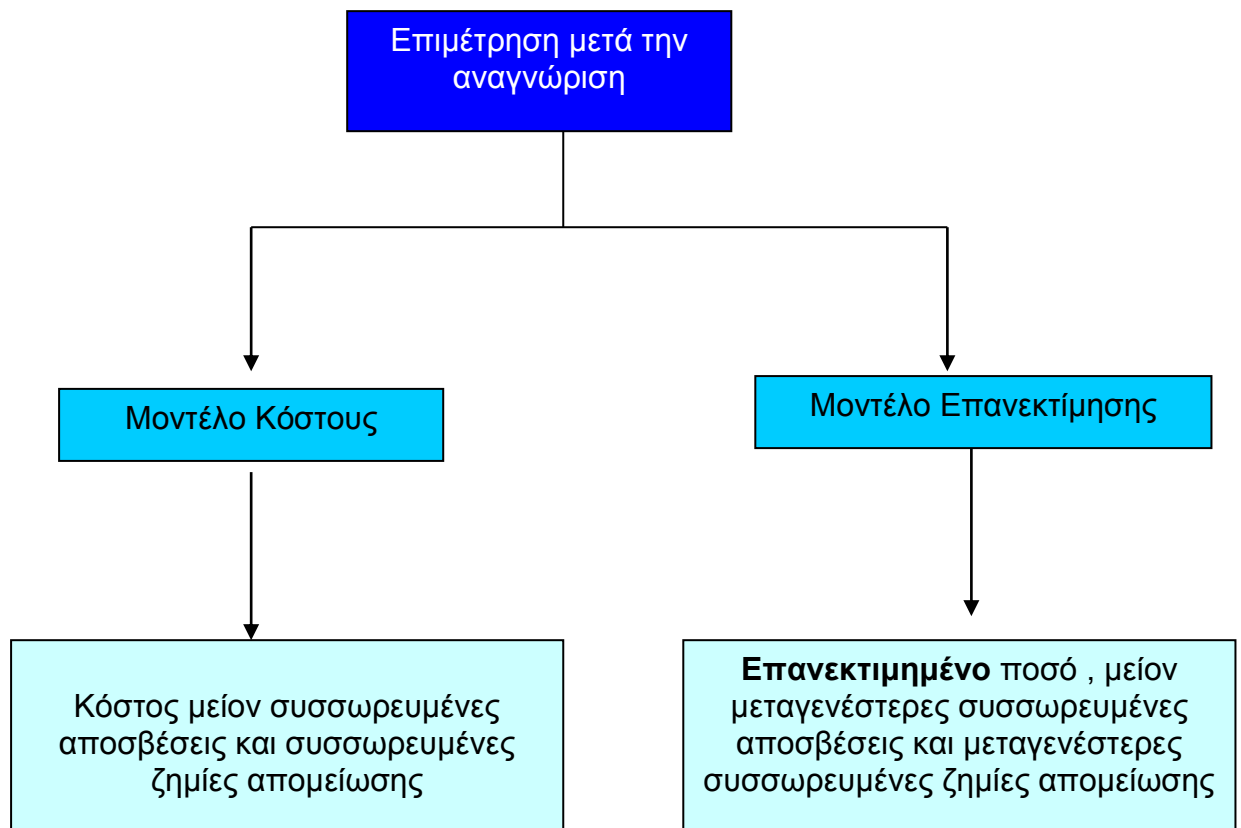 Επιμέτρηση μετά την
αναγνώριση
Μοντέλο Κόστους
Μοντέλο Επανεκτίμησης
Κόστος μείον συσσωρευμένες
αποσβέσεις και συσσωρευμένες
ζημίες απομείωσης
Επανεκτιμημένο ποσό , μείον
μεταγενέστερες συσσωρευμένες
αποσβέσεις και μεταγενέστερες
συσσωρευμένες ζημίες απομείωσης